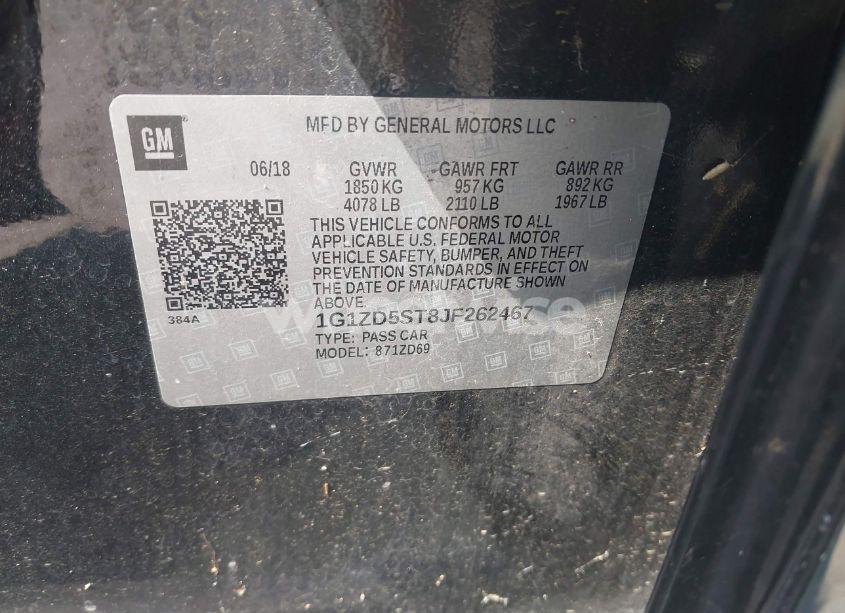 GM
MFD BY GENERAL MOTORS LLC
06/18 GVWR GAWR FRT GAWR RR
1850 KG 957 KG 892 KG
4078 LB 2110 LB 1967 LB
THIS VEHICLE CONFORMS TO ALL
APPLICABLE U.S. FEDERAL MOTOR
VEHICLE SAFETY, BUMPER, AND THEFT
PREVENTION STANDARDS IN EFFECT ON
THE DATE OF MANUFACTURE SHOWN
ABOVE.
384A
1G1ZD5ST8JF262467
TYPE: PASS CAR
MODEL: 871ZD69